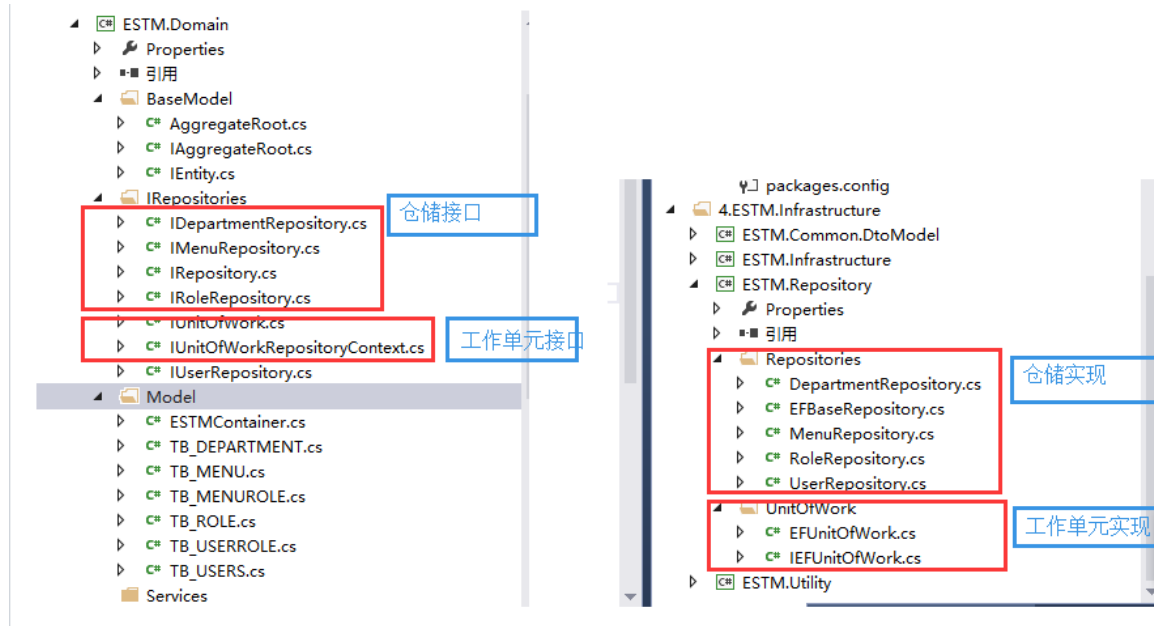 ESTM.Domain
Properties
引用
BaseModel
AggregateRoot.cs
IAggregateRoot.cs
IEntity.cs
IRepositories
IDepartmentRepository.cs
IMenuRepository.cs
IRepository.cs
IRoleRepository.cs
仓储接口
IUnitOfWork.cs
IUnitOfWorkRepositoryContext.cs
工作单元接口
IUserRepository.cs
Model
ESTMContainer.cs
TB_DEPARTMENT.cs
TB_MENU.cs
TB_MENUROLE.cs
TB_ROLE.cs
TB_USERROLE.cs
TB_USERS.cs
Services
packages.config
4.ESTM.Infrastructure
ESTM.Common.DtoModel
ESTM.Infrastructure
ESTM.Repository
Properties
引用
Repositories
DepartmentRepository.cs
EFBaseRepository.cs
MenuRepository.cs
RoleRepository.cs
UserRepository.cs
仓储实现
UnitOfWork
EFUnitOfWork.cs
IEFUnitOfWork.cs
工作单元实现
ESTM.Utility